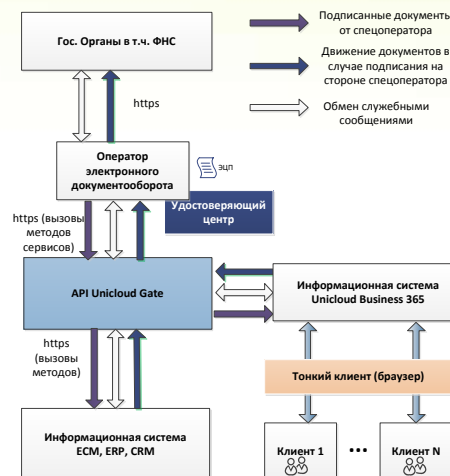 Гос. Органы в т.ч. ФНС
Подписанные документы
от спецоператора
Движение документов в
случае подписания на
стороне спецоператора
Обмен служебными
сообщениями
https
Оператор
электронного
документооборота
ЭЦП
Удостоверяющий
центр
https (вызовы
методов
сервисов)
API Unicloud Gate
Информационная система
Unicloud Business 365
https
(вызовы
методов)
Тонкий клиент (браузер)
Информационная система
ECM, ERP, CRM
Клиент 1
•••
Клиент N